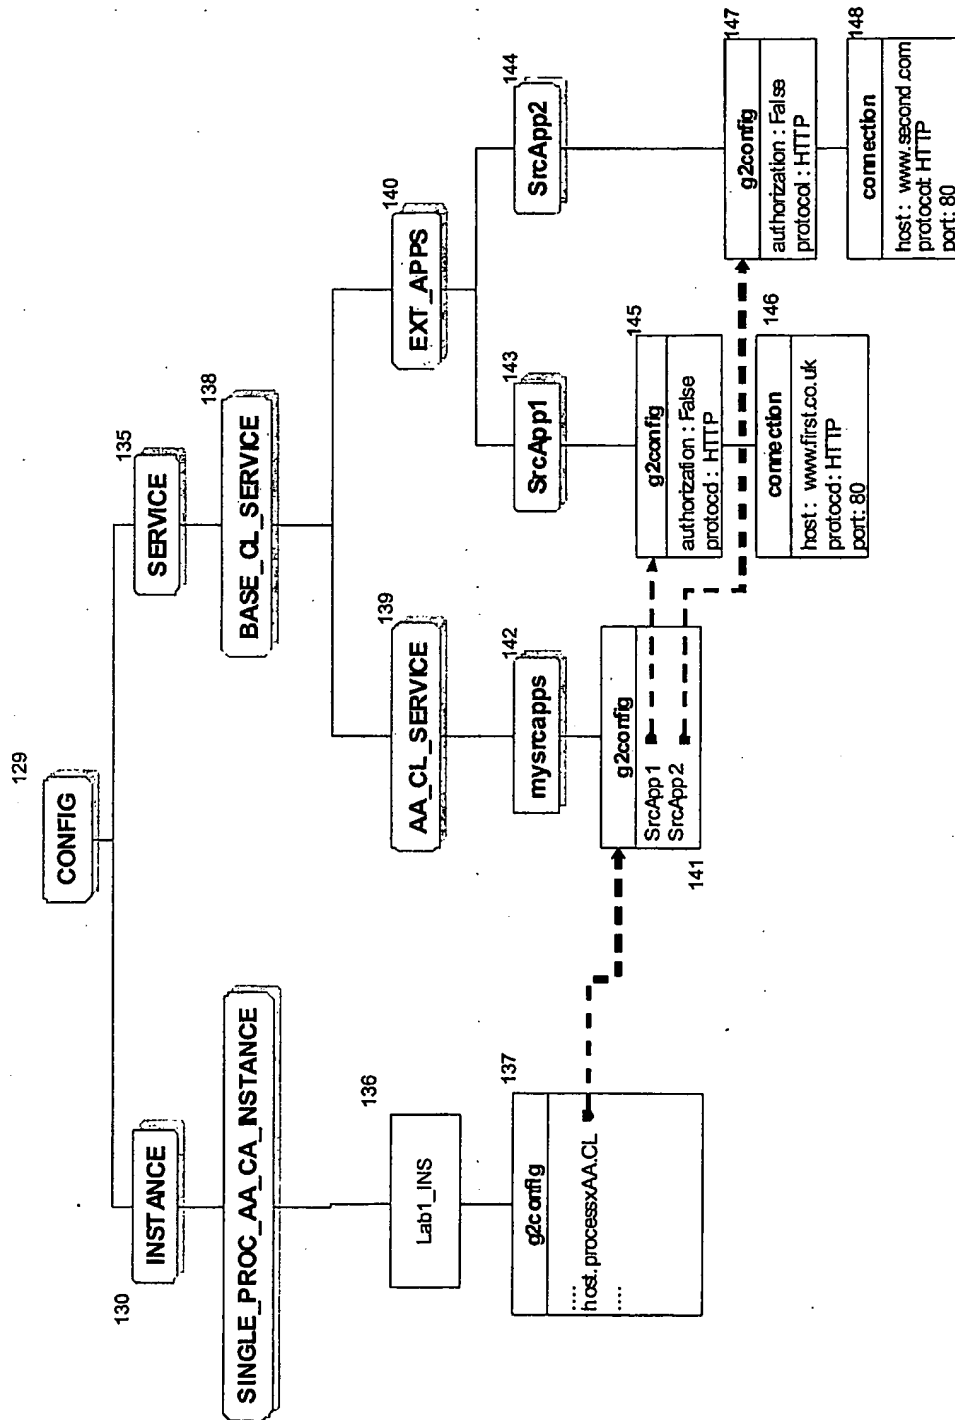 129
CONFIG
130
INSTANCE
135
SERVICE
SINGLE_PROC_AA_CA_INSTANCE
138
BASE_CL_SERVICE
136
Lab1_INS
139
AA_CL_SERVICE
140
EXT_APPS
137
g2config
....
host.processxAA.CL
....
142
mysrcapps
143
SrcApp1
144
SrcApp2
g2config
SrcApp1
SrcApp2
141
145
g2config
authorization : False
protocol : HTTP
146
connection
host : www.first.co.uk
protocol : HTTP
port : 80
147
g2config
authorization : False
protocol : HTTP
148
connection
host : www.second.com
protocol: HTTP
port: 80